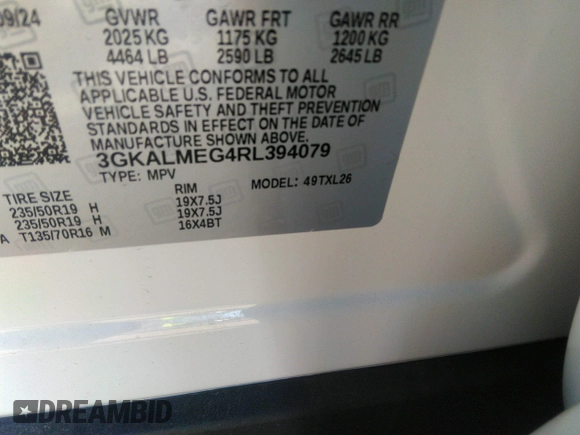 09/24 GVWR GAWR FRT GAWR RR
2025 KG 1175 KG 1200 KG
4464 LB 2590 LB 2645 LB
THIS VEHICLE CONFORMS TO ALL
APPLICABLE U.S. FEDERAL MOTOR
VEHICLE SAFETY AND THEFT PREVENTION
STANDARDS IN EFFECT ON THE DATE OF
MANUFACTURE SHOWN ABOVE.
3GKALMEG4RL394079
TYPE: MPV MODEL: 49TXL26
TIRE SIZE RIM
235/50R19 H 19X7.5J
235/50R19 H 19X7.5J
A T135/70R16 M 16X4BT
DREAMBID